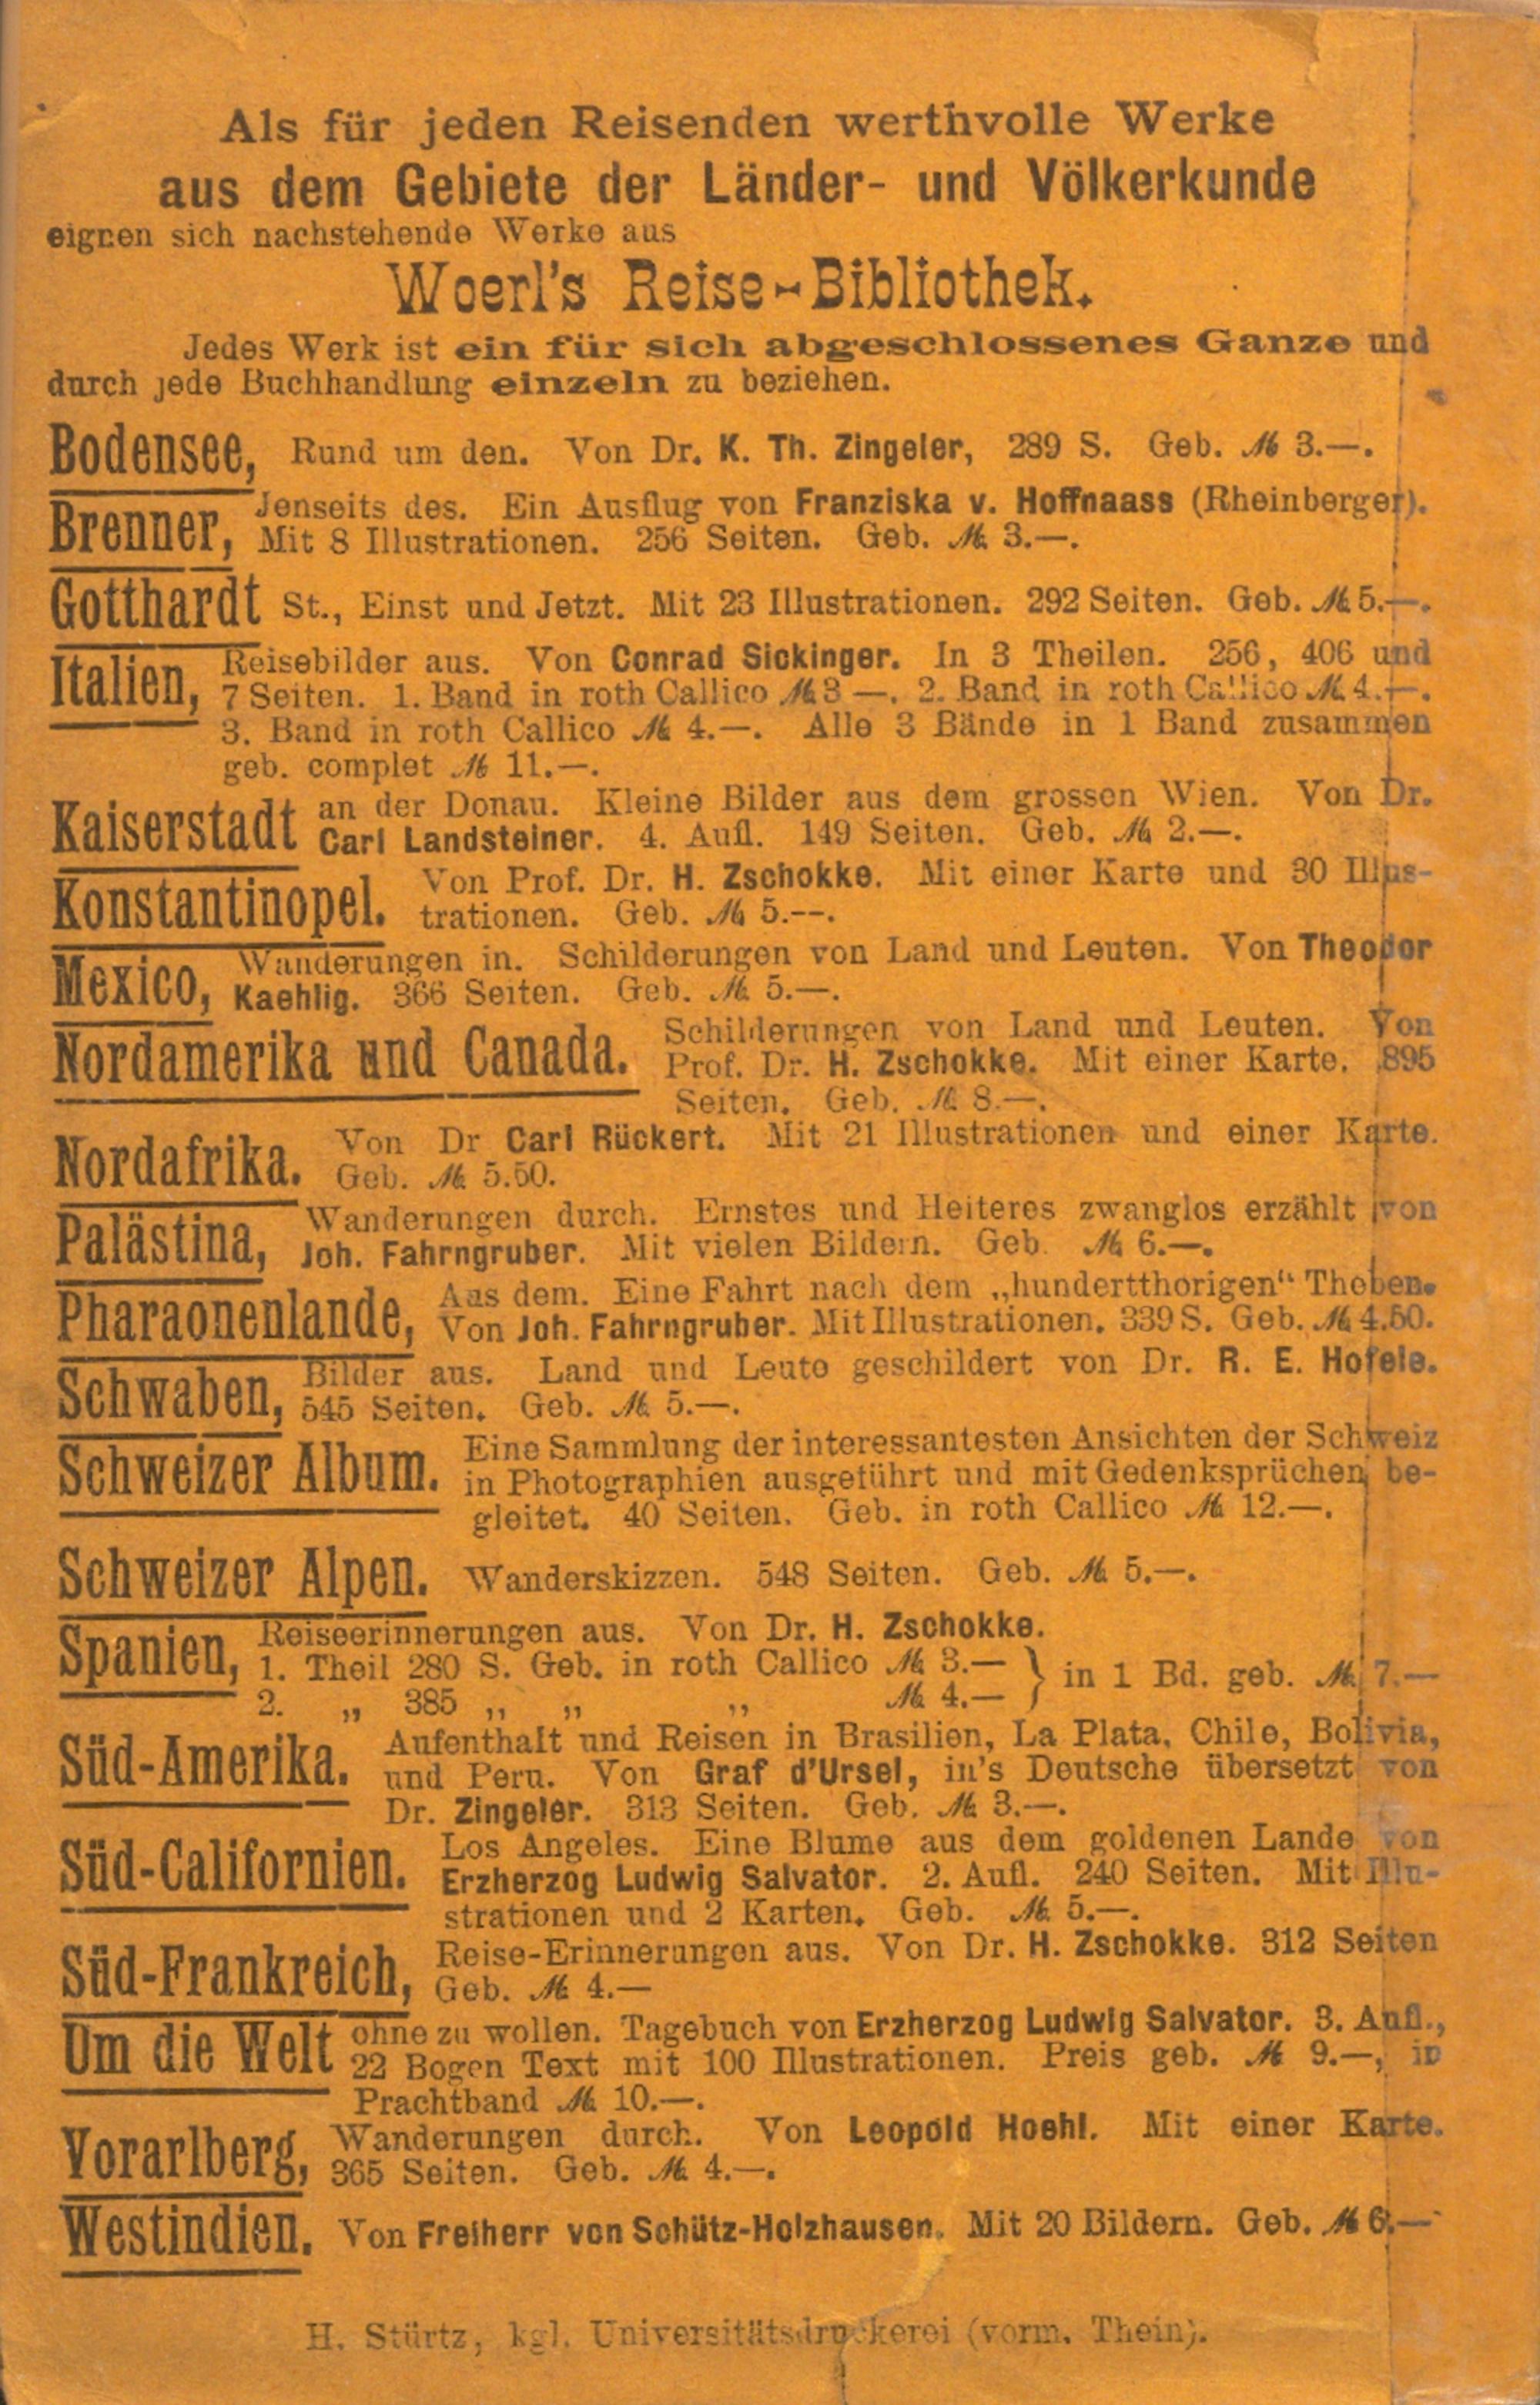 Als für jeden Reisenden werthvolle Werke
aus dem Gebiete der Länder- und Völkerkunde
eignen sich nachstehende Werke aus
Woerl's Reise-Bibliothek.
Jedes Werk ist ein für sich abgeschlossenes Ganze und
durch jede Buchhandlung einzeln zu beziehen.
Bodensee, Rund um den. Von Dr. K. Th. Zingeler, 289 S. Geb. M 3.—.
Brenner, Jenseits des. Ein Ausflug von Franziska v. Hoffnaass (Rheinberger).
Mit 8 Illustrationen. 256 Seiten. Geb. M. 3.—.
Gotthardt St., Einst und Jetzt. Mit 23 Illustrationen. 292 Seiten. Geb. M. 5.—.
Italien, Reisebilder aus. Von Conrad Sickinger. In 3 Theilen. 256, 406 und
7 Seiten. 1. Band in roth Callico M. 3 —. 2. Band in roth Callico M. 4.—.
3. Band in roth Callico M. 4.—. Alle 3 Bände in 1 Band zusammen
geb. complet M 11.—.
Kaiserstadt an der Donau. Kleine Bilder aus dem grossen Wien. Von Dr.
Carl Landsteiner. 4. Aufl. 149 Seiten. Geb. M. 2.—.
Konstantinopel. Von Prof. Dr. H. Zschokke. Mit einer Karte und 30 Illus-
trationen. Geb. M. 5.--.
Mexico, Wanderungen in. Schilderungen von Land und Leuten. Von Theodor
Kaehlig. 366 Seiten. Geb. M. 5.—.
Nordamerika und Canada. Schilderungen von Land und Leuten. Von
Prof. Dr. H. Zschokke. Mit einer Karte. 895
Seiten. Geb. M. 8.—.
Nordafrika. Von Dr Carl Rückert. Mit 21 Illustrationen und einer Karte.
Geb. M. 5.50.
Palästina, Wanderungen durch. Ernstes und Heiteres zwanglos erzählt von
Joh. Fahrngruber. Mit vielen Bildern. Geb. M. 6.—.
Pharaonenlande, Aus dem. Eine Fahrt nach dem „hundertthorigen“ Theben.
Von Joh. Fahrngruber. Mit Illustrationen. 339 S. Geb. M. 4.50.
Schwaben, Bilder aus. Land und Leute geschildert von Dr. R. E. Hofele.
545 Seiten. Geb. M. 5.—.
Schweizer Album. Eine Sammlung der interessantesten Ansichten der Schweiz
in Photographien ausgeführt und mit Gedenksprüchen be-
gleitet. 40 Seiten. Geb. in roth Callico M. 12.—.
Schweizer Alpen. Wanderskizzen. 548 Seiten. Geb. M. 5.—.
Spanien, Reiseerinnerungen aus. Von Dr. H. Zschokke.
1. Theil 280 S. Geb. in roth Callico M. 3.— } in 1 Bd. geb. M. 7.—
2. „ 385 „ „ „ M. 4.—
Süd-Amerika. Aufenthalt und Reisen in Brasilien, La Plata, Chile, Bolivia,
und Peru. Von Graf d'Ursel, in's Deutsche übersetzt von
Dr. Zingeler. 313 Seiten. Geb. M. 3.—.
Süd-Californien. Los Angeles. Eine Blume aus dem goldenen Lande von
Erzherzog Ludwig Salvator. 2. Aufl. 240 Seiten. Mit Illu-
strationen und 2 Karten. Geb. M. 5.—.
Süd-Frankreich, Reise-Erinnerungen aus. Von Dr. H. Zschokke. 312 Seiten
Geb. M. 4.—
Um die Welt ohne zu wollen. Tagebuch von Erzherzog Ludwig Salvator. 3. Aufl.,
22 Bogen Text mit 100 Illustrationen. Preis geb. M 9.—, in
Prachtband M. 10.—.
Vorarlberg, Wanderungen durch. Von Leopold Hoehl. Mit einer Karte.
365 Seiten. Geb. M. 4.—.
Westindien. Von Freiherr von Schütz-Holzhausen. Mit 20 Bildern. Geb. M 6.—
H. Stürtz, kgl. Universitätsdruckerei (vorm. Thein).